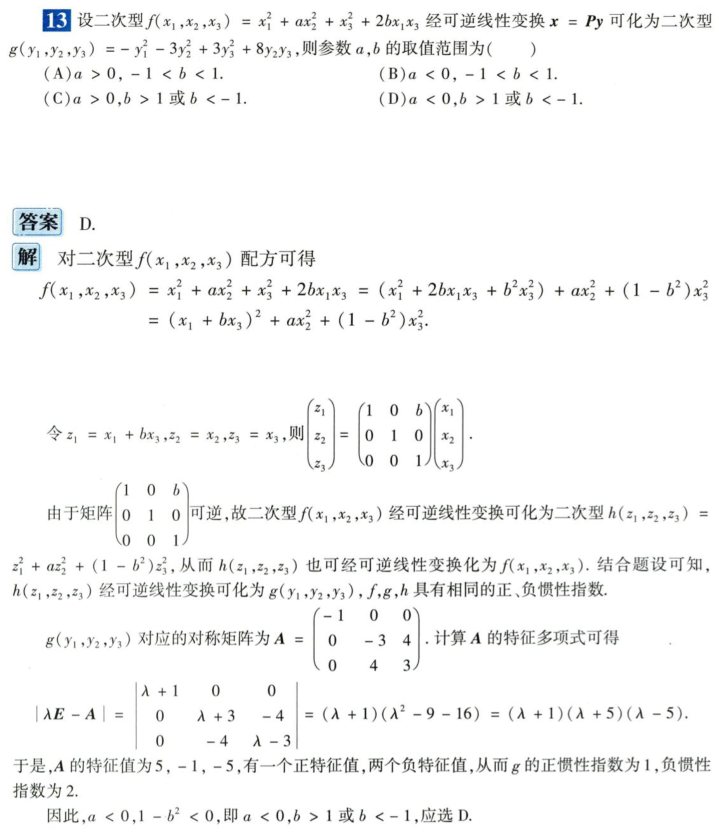 13 设二次型 f(x₁,x₂,x₃) = x₁² + ax₂² + x₃² + 2bx₁x₃ 经可逆线性变换 x = Py 可化为二次型
g(y₁,y₂,y₃) = − y₁² − 3y₂² + 3y₃² + 8y₂y₃,则参数 a,b 的取值范围为(  )
(A)a > 0, − 1 < b < 1. (B)a < 0, − 1 < b < 1.
(C)a > 0,b > 1 或 b < − 1. (D)a < 0,b > 1 或 b < − 1.
答案 D.
解 对二次型 f(x₁,x₂,x₃) 配方可得
f(x₁,x₂,x₃) = x₁² + ax₂² + x₃² + 2bx₁x₃ = (x₁² + 2bx₁x₃ + b²x₃²) + ax₂² + (1 − b²)x₃²
= (x₁ + bx₃)² + ax₂² + (1 − b²)x₃².
令 z₁ = x₁ + bx₃,z₂ = x₂,z₃ = x₃,则 (z₁ z₂ z₃) = (1 0 b / 0 1 0 / 0 0 1)(x₁ x₂ x₃).
由于矩阵 (1 0 b / 0 1 0 / 0 0 1) 可逆,故二次型 f(x₁,x₂,x₃) 经可逆线性变换可化为二次型 h(z₁,z₂,z₃) =
z₁² + az₂² + (1 − b²)z₃²,从而 h(z₁,z₂,z₃) 也可经可逆线性变换化为 f(x₁,x₂,x₃). 结合题设可知,
h(z₁,z₂,z₃) 经可逆线性变换可化为 g(y₁,y₂,y₃),f,g,h 具有相同的正、负惯性指数.
g(y₁,y₂,y₃) 对应的对称矩阵为 A = (− 1 0 0 / 0 − 3 4 / 0 4 3). 计算 A 的特征多项式可得
| λE − A | = | λ + 1 0 0 / 0 λ + 3 − 4 / 0 − 4 λ − 3 | = (λ + 1)(λ² − 9 − 16) = (λ + 1)(λ + 5)(λ − 5).
于是,A 的特征值为 5, − 1, − 5,有一个正特征值,两个负特征值,从而 g 的正惯性指数为 1,负惯性
指数为 2.
因此,a < 0,1 − b² < 0,即 a < 0,b > 1 或 b < − 1,应选 D.